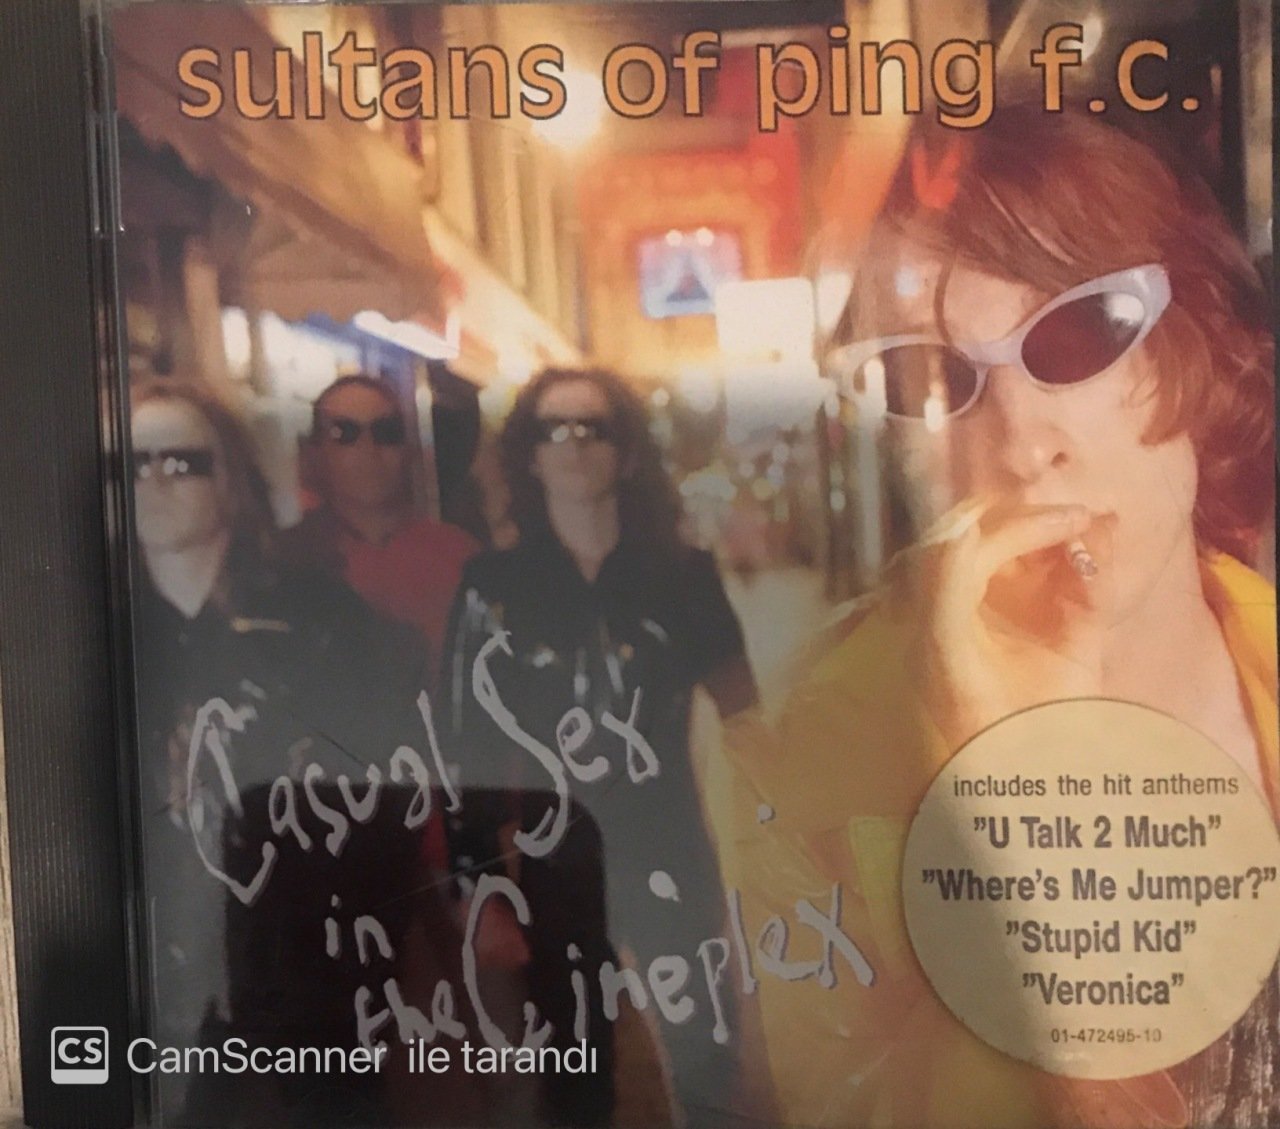 sultans of ping f.c.
Casual Sex
in
the Cineplex
includes the hit anthems
"U Talk 2 Much"
"Where's Me Jumper?"
"Stupid Kid"
"Veronica"
01-472495-10
CS CamScanner ile tarandı